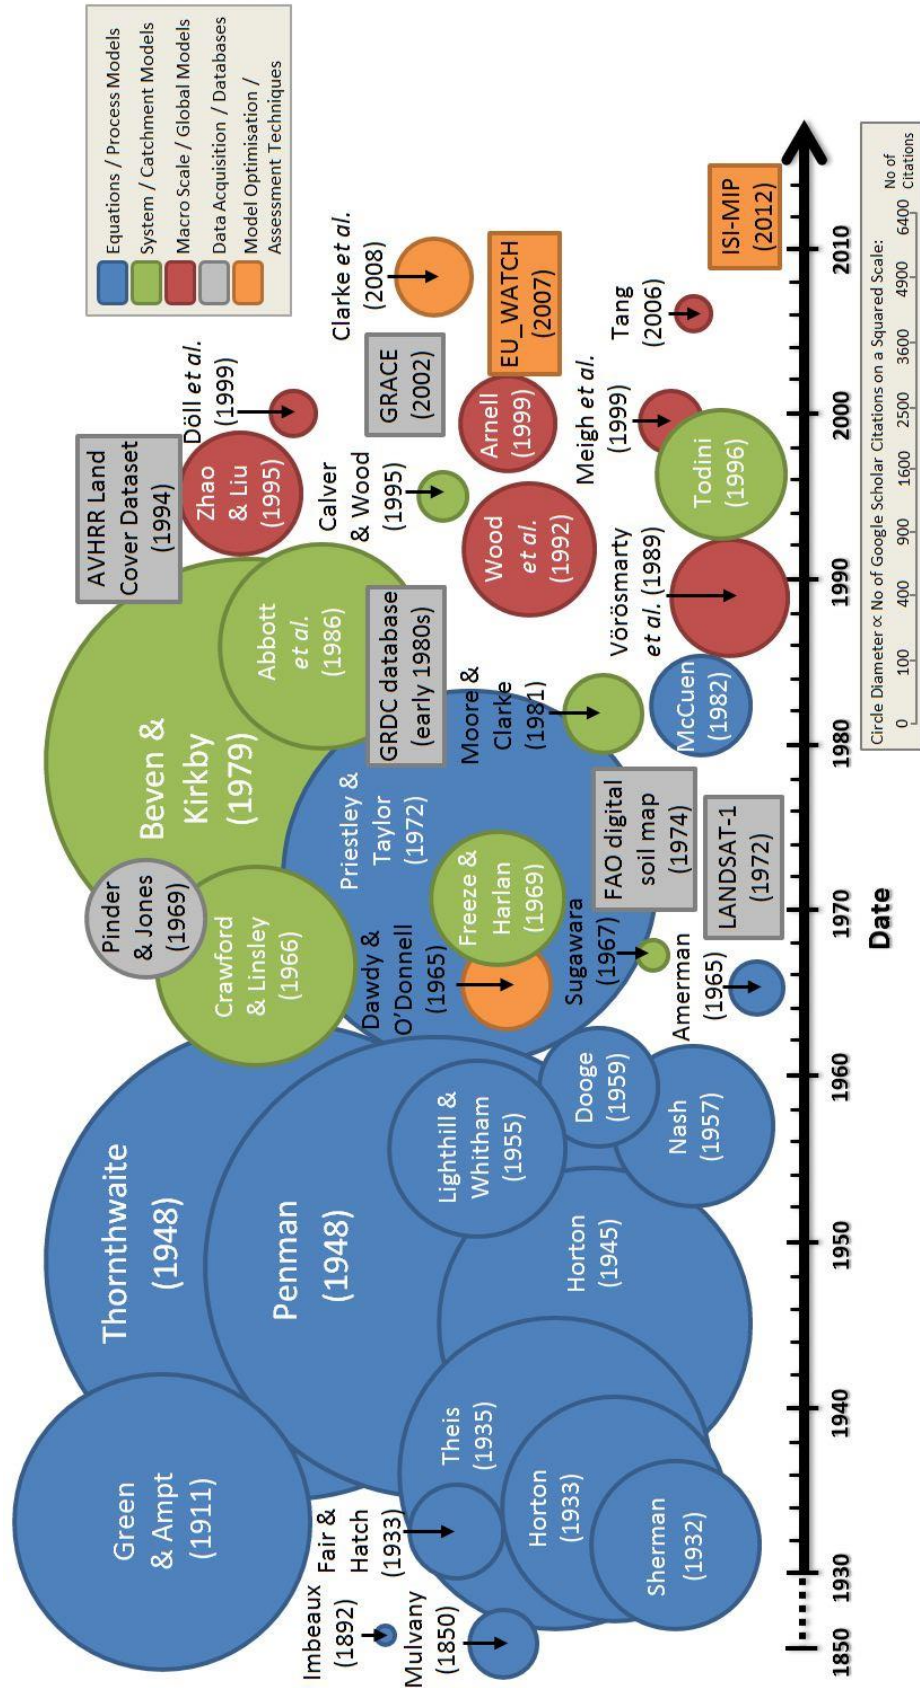 Equations / Process Models
System / Catchment Models
Macro Scale / Global Models
Data Acquisition / Databases
Model Optimisation /
Assessment Techniques
Green
& Ampt
(1911)
Thornthwaite
(1948)
Penman
(1948)
Imbeaux
(1892)
Mulvany
(1850)
Fair &
Hatch
(1933)
Theis
(1935)
Horton
(1933)
Sherman
(1932)
Horton
(1945)
Lighthill &
Whitham
(1955)
Dooge
(1959)
Nash
(1957)
Pinder
& Jones
(1969)
Crawford
& Linsley
(1966)
Dawdy &
O'Donnell
(1965)
Priestley &
Taylor
(1972)
Freeze &
Harlan
(1969)
Sugawara
(1967)
Amerman
(1965)
FAO digital
soil map
(1974)
LANDSAT-1
(1972)
Beven &
Kirkby
(1979)
Abbott
et al.
(1986)
GRDC database
(early 1980s)
Moore &
Clarke
(1981)
McCuen
(1982)
Vörösmarty
et al. (1989)
AVHRR Land
Cover Dataset
(1994)
Zhao
& Liu
(1995)
Döll et al.
(1999)
Calver
& Wood
(1995)
Wood
et al.
(1992)
Arnell
(1999)
GRACE
(2002)
Clarke et al.
(2008)
EU_WATCH
(2007)
Meigh et al.
(1999)
Todini
(1996)
Tang
(2006)
ISI-MIP
(2012)
1850 1930 1940 1950 1960 1970 1980 1990 2000 2010
Date
Circle Diameter ∝ No of Google Scholar Citations on a Squared Scale:
0 100 400 900 1600 2500 3600 4900 6400
No of
Citations